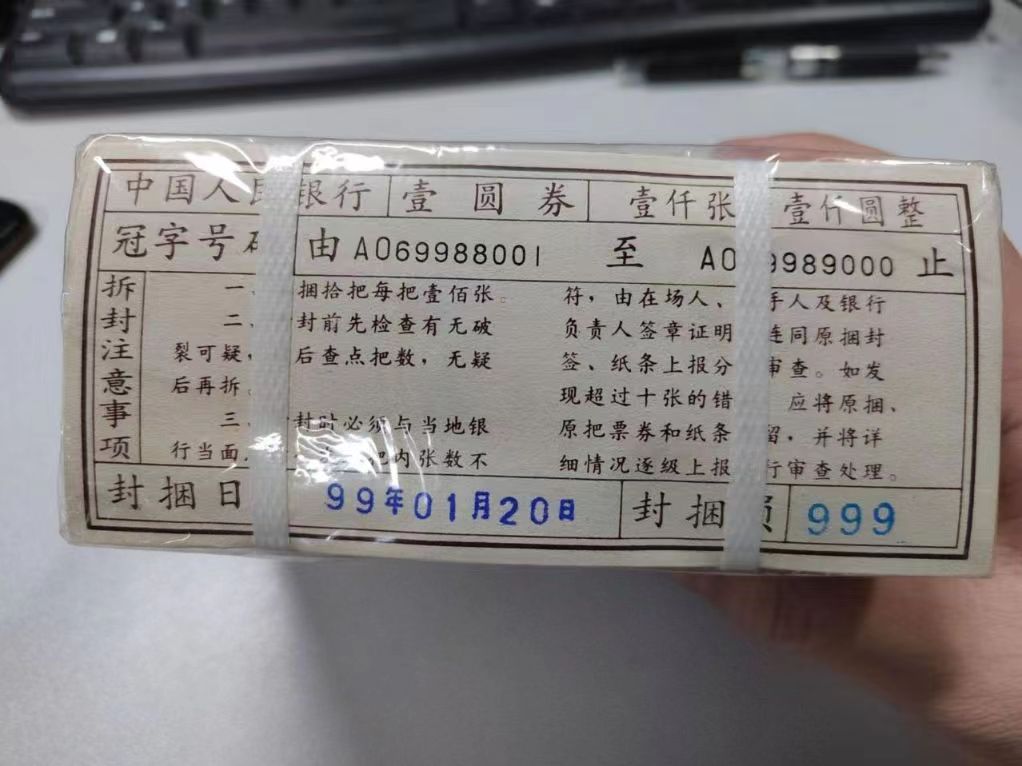 中国人民银行 壹圆券 壹仟张 壹仟圆整
冠字号 由A069988001 至 A0 9989000 止
拆封注意事项
一、 捆拾把每把壹佰张。
二、 封前先检查有无破
裂可疑， 后查点把数，无疑
后再拆。
三、 封时必须与当地银
行当面 把内张数不
符，由在场人、 手人及银行
负责人签章证明 连同原捆封
签、纸条上报分 审查。如发
现超过十张的错 应将原捆、
原把票券和纸条 留，并将详
细情况逐级上报 行审查处理。
封捆日 99年01月20日 封捆 999